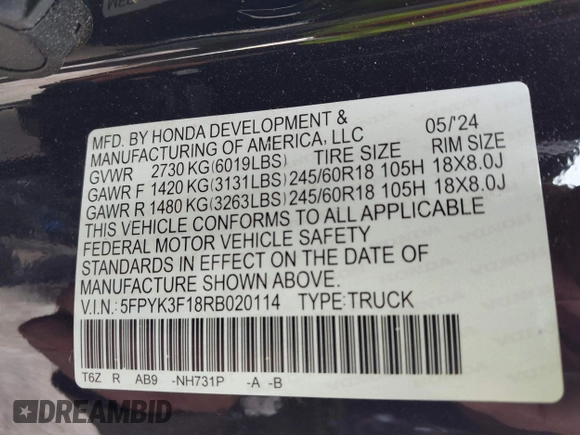 MFD. BY HONDA DEVELOPMENT &
MANUFACTURING OF AMERICA, LLC 05/'24
GVWR 2730 KG(6019LBS) TIRE SIZE RIM SIZE
GAWR F 1420 KG(3131LBS) 245/60R18 105H 18X8.0J
GAWR R 1480 KG(3263LBS) 245/60R18 105H 18X8.0J
THIS VEHICLE CONFORMS TO ALL APPLICABLE
FEDERAL MOTOR VEHICLE SAFETY
STANDARDS IN EFFECT ON THE DATE OF
MANUFACTURE SHOWN ABOVE.
V.I.N.: 5FPYK3F18RB020114 TYPE:TRUCK
T6Z R AB9 -NH731P -A -B
DREAMBID